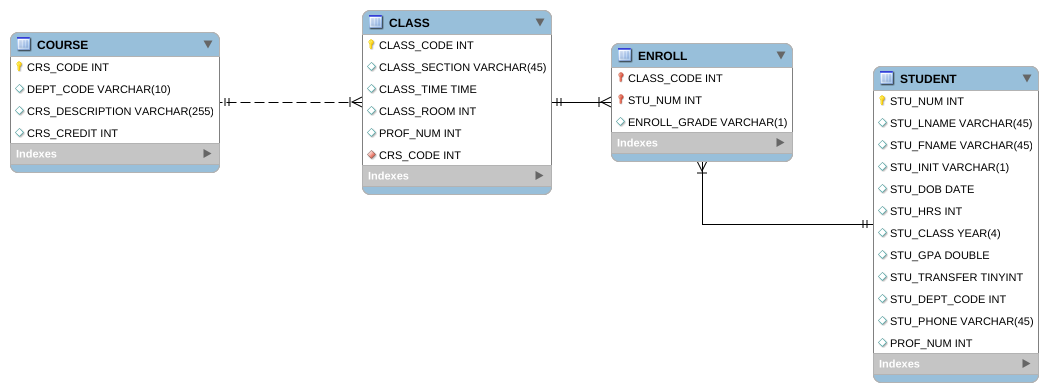 COURSE
CRS_CODE INT
DEPT_CODE VARCHAR(10)
CRS_DESCRIPTION VARCHAR(255)
CRS_CREDIT INT
Indexes
CLASS
CLASS_CODE INT
CLASS_SECTION VARCHAR(45)
CLASS_TIME TIME
CLASS_ROOM INT
PROF_NUM INT
CRS_CODE INT
Indexes
ENROLL
CLASS_CODE INT
STU_NUM INT
ENROLL_GRADE VARCHAR(1)
Indexes
STUDENT
STU_NUM INT
STU_LNAME VARCHAR(45)
STU_FNAME VARCHAR(45)
STU_INIT VARCHAR(1)
STU_DOB DATE
STU_HRS INT
STU_CLASS YEAR(4)
STU_GPA DOUBLE
STU_TRANSFER TINYINT
STU_DEPT_CODE INT
STU_PHONE VARCHAR(45)
PROF_NUM INT
Indexes